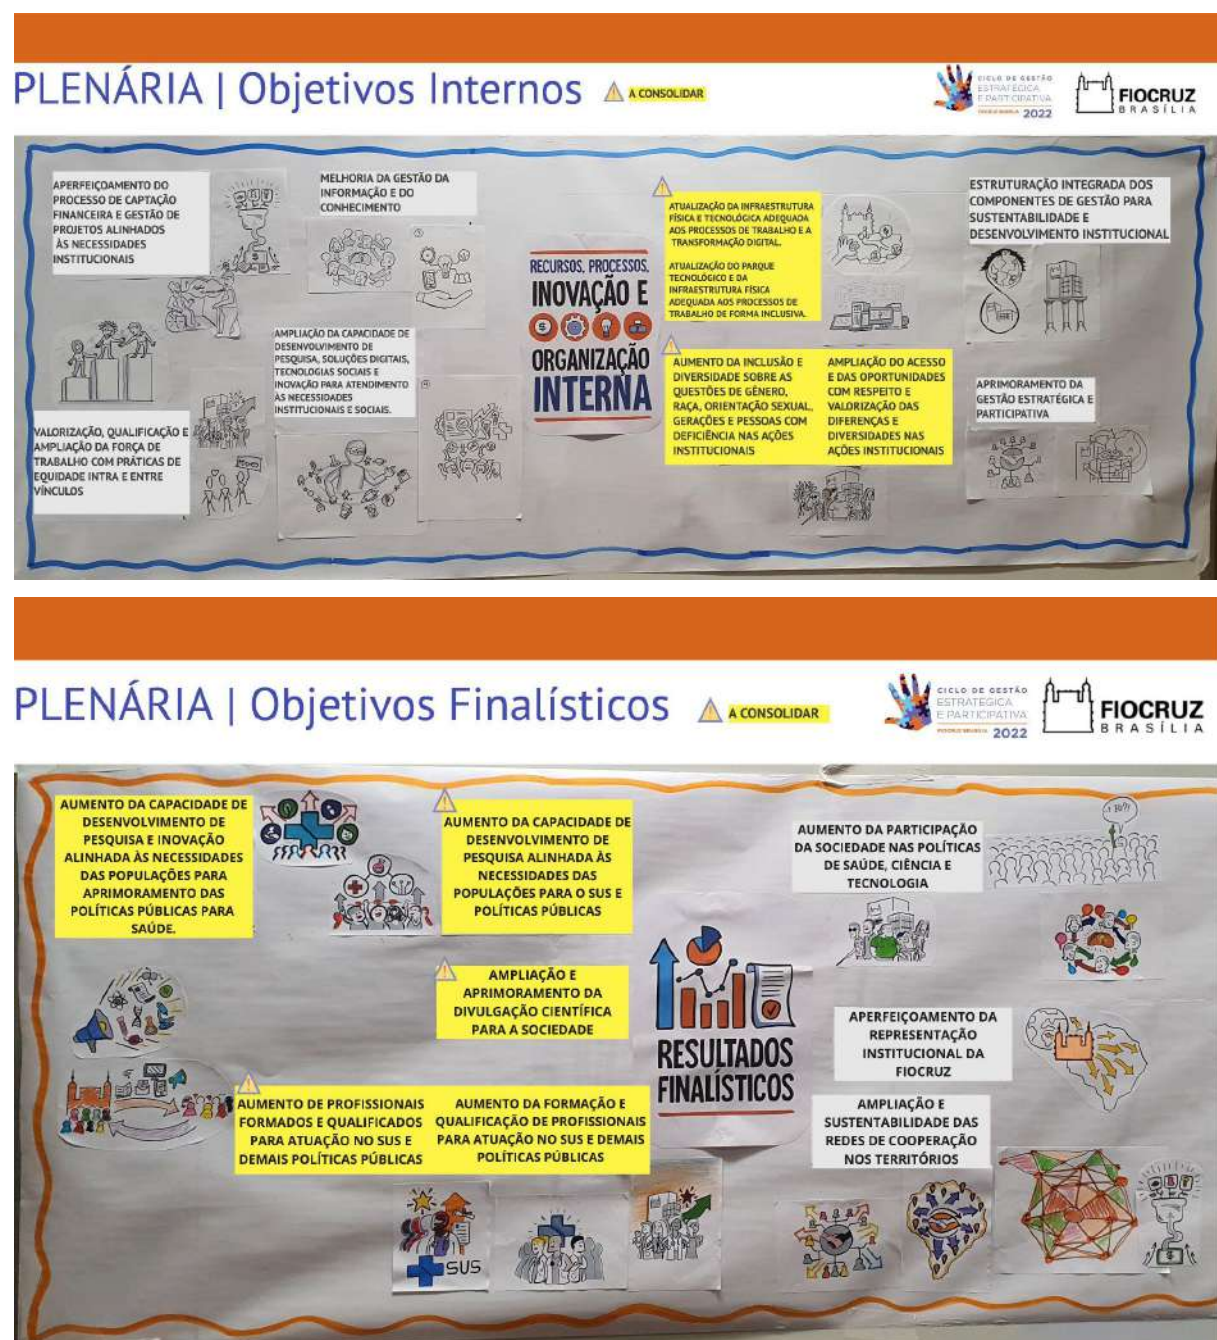 PLENÁRIA | Objetivos Internos
A CONSOLIDAR
CICLO DE GESTÃO
ESTRATÉGICA
E PARTICIPATIVA
2022
FIOCRUZ
BRASÍLIA
APERFEIÇOAMENTO DO
PROCESSO DE CAPTAÇÃO
FINANCEIRA E GESTÃO DE
PROJETOS ALINHADOS
ÀS NECESSIDADES
INSTITUCIONAIS
MELHORIA DA GESTÃO DA
INFORMAÇÃO E DO
CONHECIMENTO
AMPLIAÇÃO DA CAPACIDADE DE
DESENVOLVIMENTO DE
PESQUISA, SOLUÇÕES DIGITAIS,
TECNOLOGIAS SOCIAIS E
INOVAÇÃO PARA ATENDIMENTO
ÀS NECESSIDADES
INSTITUCIONAIS E SOCIAIS.
VALORIZAÇÃO, QUALIFICAÇÃO E
AMPLIAÇÃO DA FORÇA DE
TRABALHO COM PRÁTICAS DE
EQUIDADE INTRA E ENTRE
VÍNCULOS
RECURSOS, PROCESSOS,
INOVAÇÃO E
ORGANIZAÇÃO
INTERNA
ATUALIZAÇÃO DA INFRAESTRUTURA
FÍSICA E TECNOLÓGICA ADEQUADA
AOS PROCESSOS DE TRABALHO E A
TRANSFORMAÇÃO DIGITAL.
ATUALIZAÇÃO DO PARQUE
TECNOLÓGICO E DA
INFRAESTRUTURA FÍSICA
ADEQUADA AOS PROCESSOS DE
TRABALHO DE FORMA INCLUSIVA.
AUMENTO DA INCLUSÃO E
DIVERSIDADE SOBRE AS
QUESTÕES DE GÊNERO,
RAÇA, ORIENTAÇÃO SEXUAL,
GERAÇÕES E PESSOAS COM
DEFICIÊNCIA NAS AÇÕES
INSTITUCIONAIS
AMPLIAÇÃO DO ACESSO
E DAS OPORTUNIDADES
COM RESPEITO E
VALORIZAÇÃO DAS
DIFERENÇAS E
DIVERSIDADES NAS
AÇÕES INSTITUCIONAIS
ESTRUTURAÇÃO INTEGRADA DOS
COMPONENTES DE GESTÃO PARA
SUSTENTABILIDADE E
DESENVOLVIMENTO INSTITUCIONAL
APRIMORAMENTO DA
GESTÃO ESTRATÉGICA E
PARTICIPATIVA
PLENÁRIA | Objetivos Finalísticos
A CONSOLIDAR
CICLO DE GESTÃO
ESTRATÉGICA
E PARTICIPATIVA
2022
FIOCRUZ
BRASÍLIA
AUMENTO DA CAPACIDADE DE
DESENVOLVIMENTO DE
PESQUISA E INOVAÇÃO
ALINHADA ÀS NECESSIDADES
DAS POPULAÇÕES PARA
APRIMORAMENTO DAS
POLÍTICAS PÚBLICAS PARA
SAÚDE.
AUMENTO DA CAPACIDADE DE
DESENVOLVIMENTO DE
PESQUISA ALINHADA ÀS
NECESSIDADES DAS
POPULAÇÕES PARA O SUS E
POLÍTICAS PÚBLICAS
AMPLIAÇÃO E
APRIMORAMENTO DA
DIVULGAÇÃO CIENTÍFICA
PARA A SOCIEDADE
AUMENTO DE PROFISSIONAIS
FORMADOS E QUALIFICADOS
PARA ATUAÇÃO NO SUS E
DEMAIS POLÍTICAS PÚBLICAS
AUMENTO DA FORMAÇÃO E
QUALIFICAÇÃO DE PROFISSIONAIS
PARA ATUAÇÃO NO SUS E DEMAIS
POLÍTICAS PÚBLICAS
SUS
RESULTADOS
FINALÍSTICOS
AUMENTO DA PARTICIPAÇÃO
DA SOCIEDADE NAS POLÍTICAS
DE SAÚDE, CIÊNCIA E
TECNOLOGIA
APERFEIÇOAMENTO DA
REPRESENTAÇÃO
INSTITUCIONAL DA
FIOCRUZ
AMPLIAÇÃO E
SUSTENTABILIDADE DAS
REDES DE COOPERAÇÃO
NOS TERRITÓRIOS